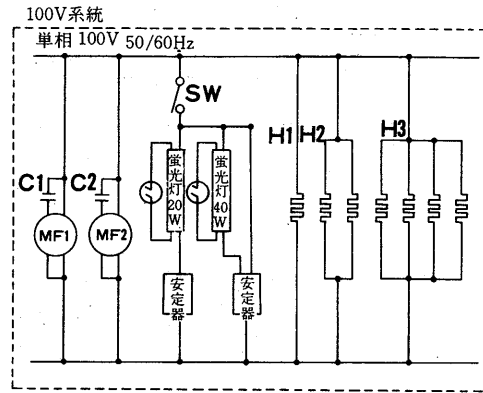 100V系統
単相 100V 50/60Hz
SW
H1 H2 H3
C1 C2
蛍光灯20W
蛍光灯40W
MF1 MF2
安定器
安定器